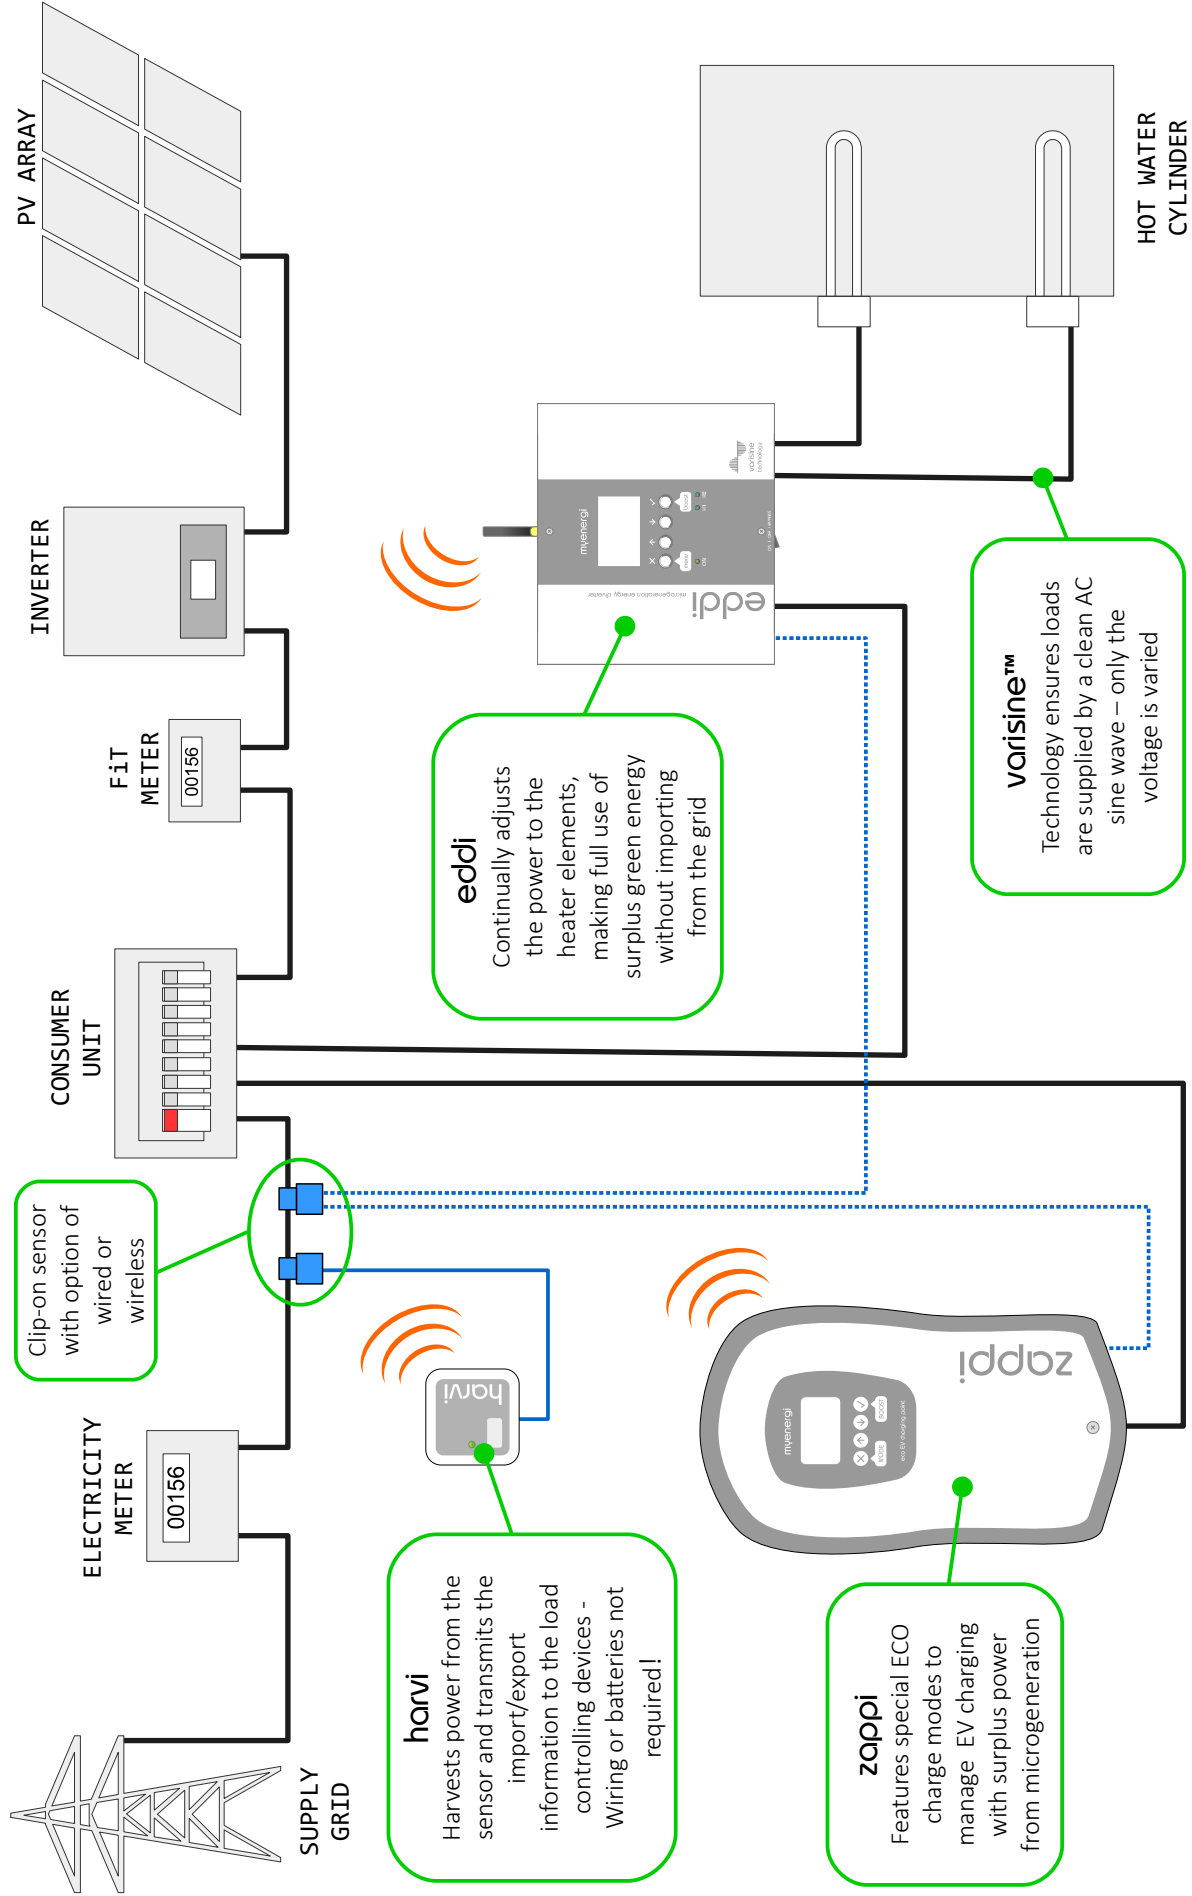 SUPPLY
GRID
ELECTRICITY
METER
00156
Clip-on sensor
with option of
wired or
wireless
CONSUMER
UNIT
FiT
METER
00156
INVERTER
PV ARRAY
harvi
Harvests power from the
sensor and transmits the
import/export
information to the load
controlling devices -
Wiring or batteries not
required!
harvi
eddi
Continually adjusts
the power to the
heater elements,
making full use of
surplus green energy
without importing
from the grid
eddi
microgeneration energy diverter
myenergi
menu
boost
varisine
technology
zappi
Features special ECO
charge modes to
manage EV charging
with surplus power
from microgeneration
myenergi
MODE
BOOST
eco EV charging point
zappi
varisine™
Technology ensures loads
are supplied by a clean AC
sine wave – only the
voltage is varied
HOT WATER
CYLINDER